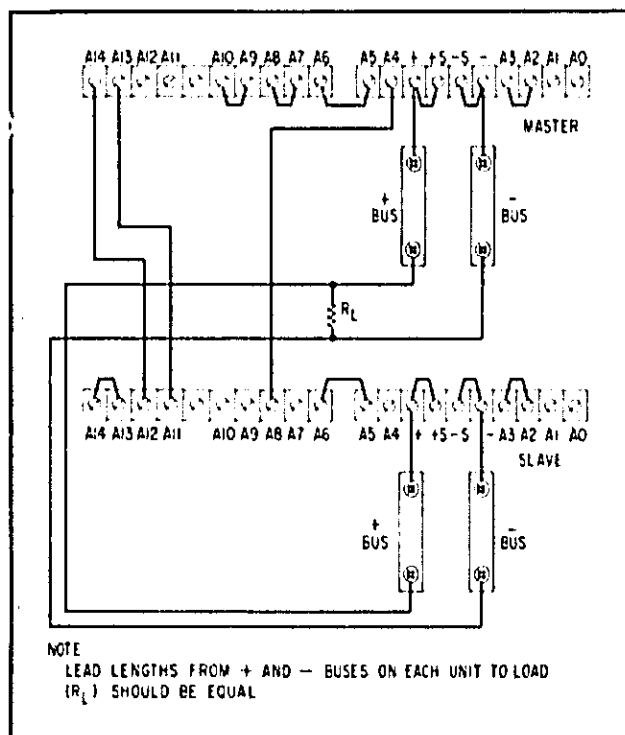 A14 A13 A12 A11 A10 A9 A8 A7 A6 A5 A4 + +S -S - A3 A2 A1 A0
MASTER
+
BUS
-
BUS
RL
A14 A13 A12 A11 A10 A9 A8 A7 A6 A5 A4 + +S -S - A3 A2 A1 A0
SLAVE
+
BUS
-
BUS
NOTE
LEAD LENGTHS FROM + AND - BUSES ON EACH UNIT TO LOAD
(RL) SHOULD BE EQUAL